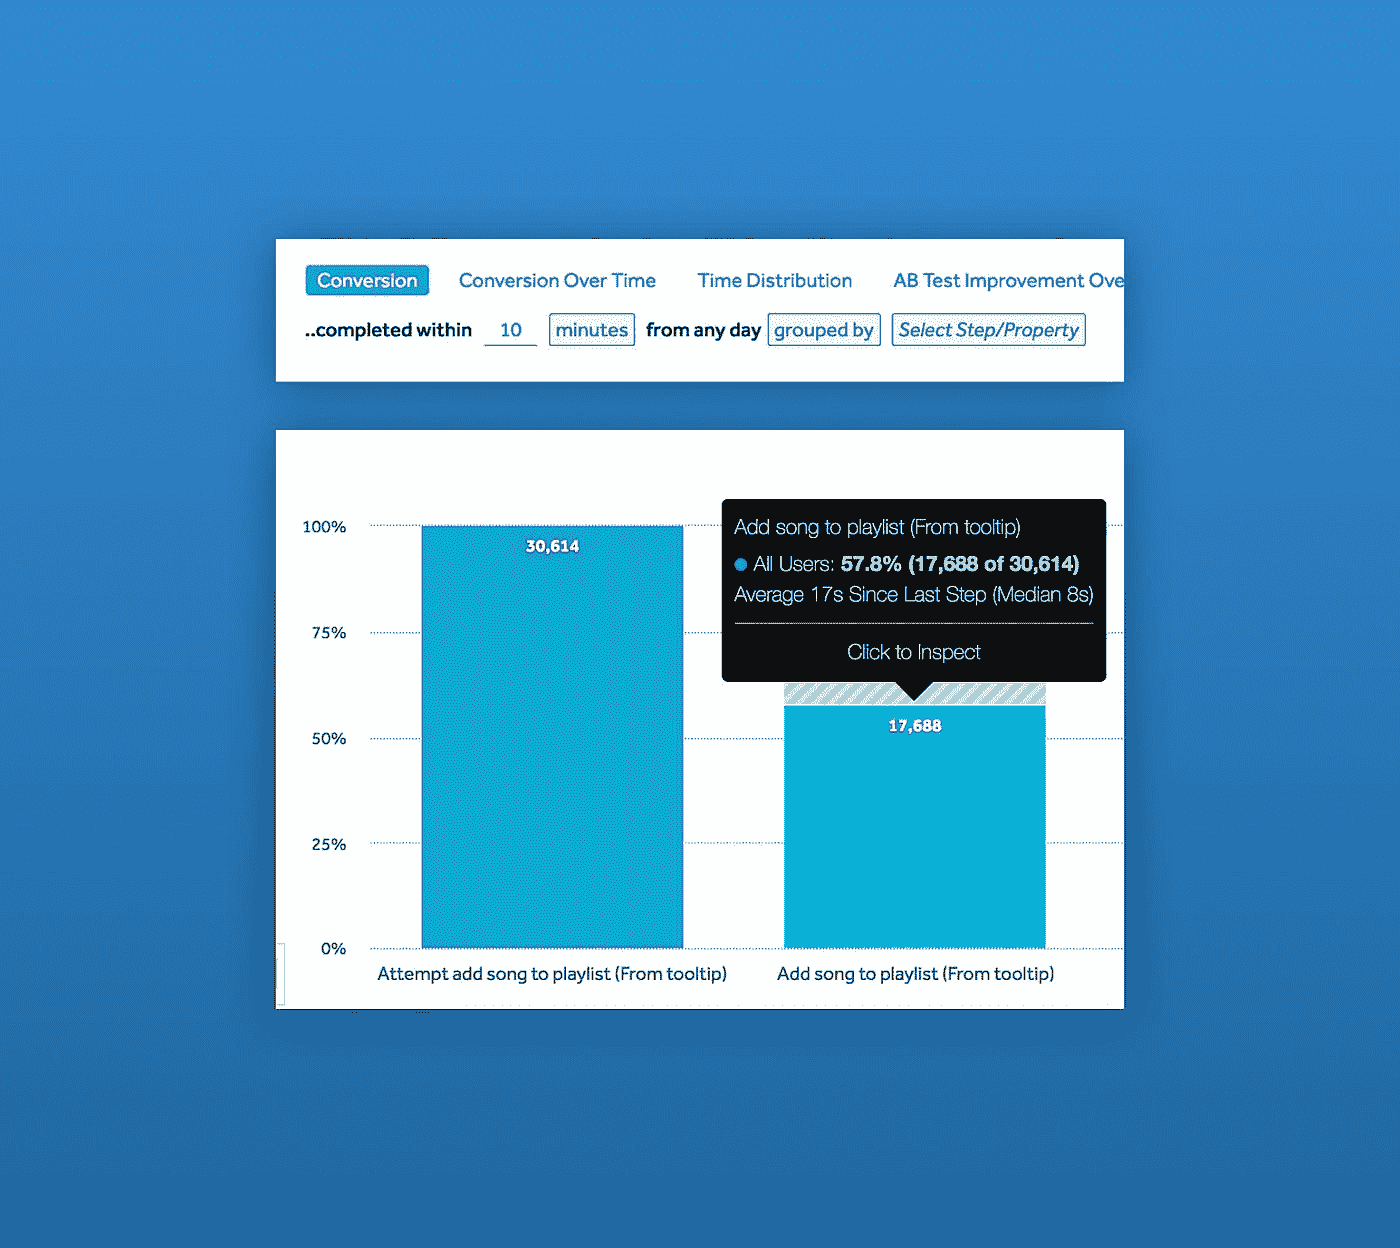 Conversion Conversion Over Time Time Distribution AB Test Improvement Ove
..completed within 10 minutes from any day grouped by Select Step/Property
100%
75%
50%
25%
0%
30,614
Add song to playlist (From tooltip)
All Users: 57.8% (17,688 of 30,614)
Average 17s Since Last Step (Median 8s)
Click to Inspect
17,688
Attempt add song to playlist (From tooltip) Add song to playlist (From tooltip)